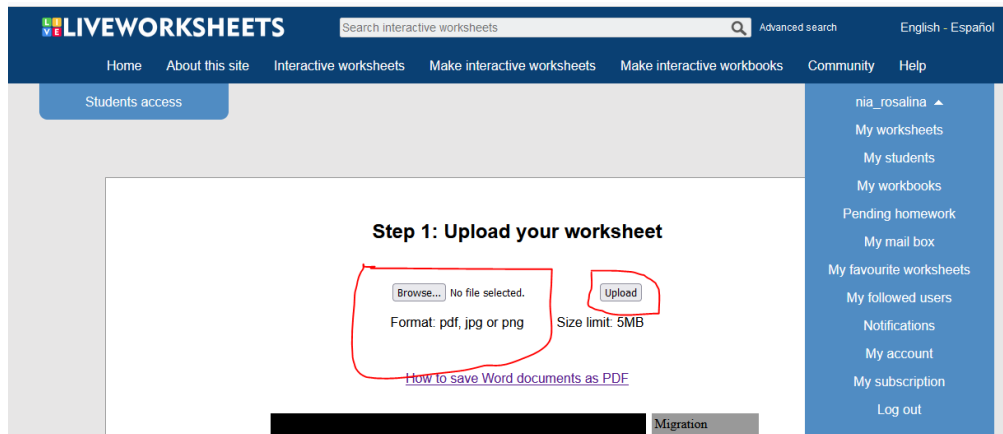 LIVE LIVEWORKSHEETS Search interactive worksheets Advanced search English - Español
Home About this site Interactive worksheets Make interactive worksheets Make interactive workbooks Community Help
Students access
nia_rosalina
My worksheets
My students
My workbooks
Pending homework
My mail box
My favourite worksheets
My followed users
Notifications
My account
My subscription
Log out
Step 1: Upload your worksheet
Browse... No file selected. Upload
Format: pdf, jpg or png Size limit: 5MB
How to save Word documents as PDF
Migration